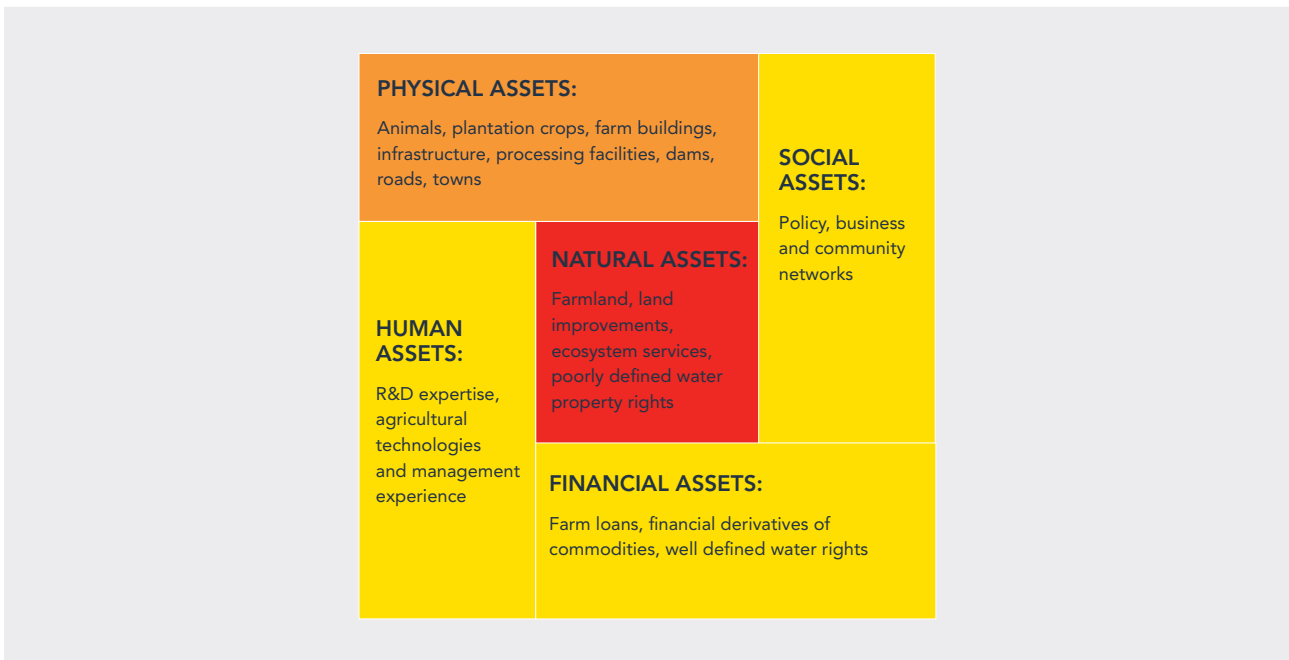 PHYSICAL ASSETS:
Animals, plantation crops, farm buildings,
infrastructure, processing facilities, dams,
roads, towns
SOCIAL
ASSETS:
Policy, business
and community
networks
HUMAN
ASSETS:
R&D expertise,
agricultural
technologies
and management
experience
NATURAL ASSETS:
Farmland, land
improvements,
ecosystem services,
poorly defined water
property rights
FINANCIAL ASSETS:
Farm loans, financial derivatives of
commodities, well defined water rights